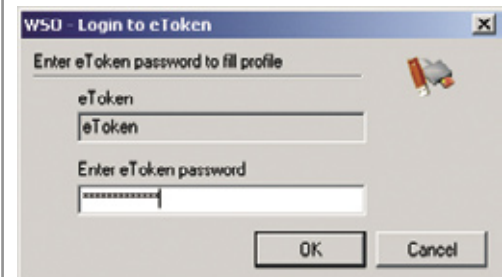 WSO - Login to eToken
Enter eToken password to fill profile
eToken
eToken
Enter eToken password
*************
OK
Cancel